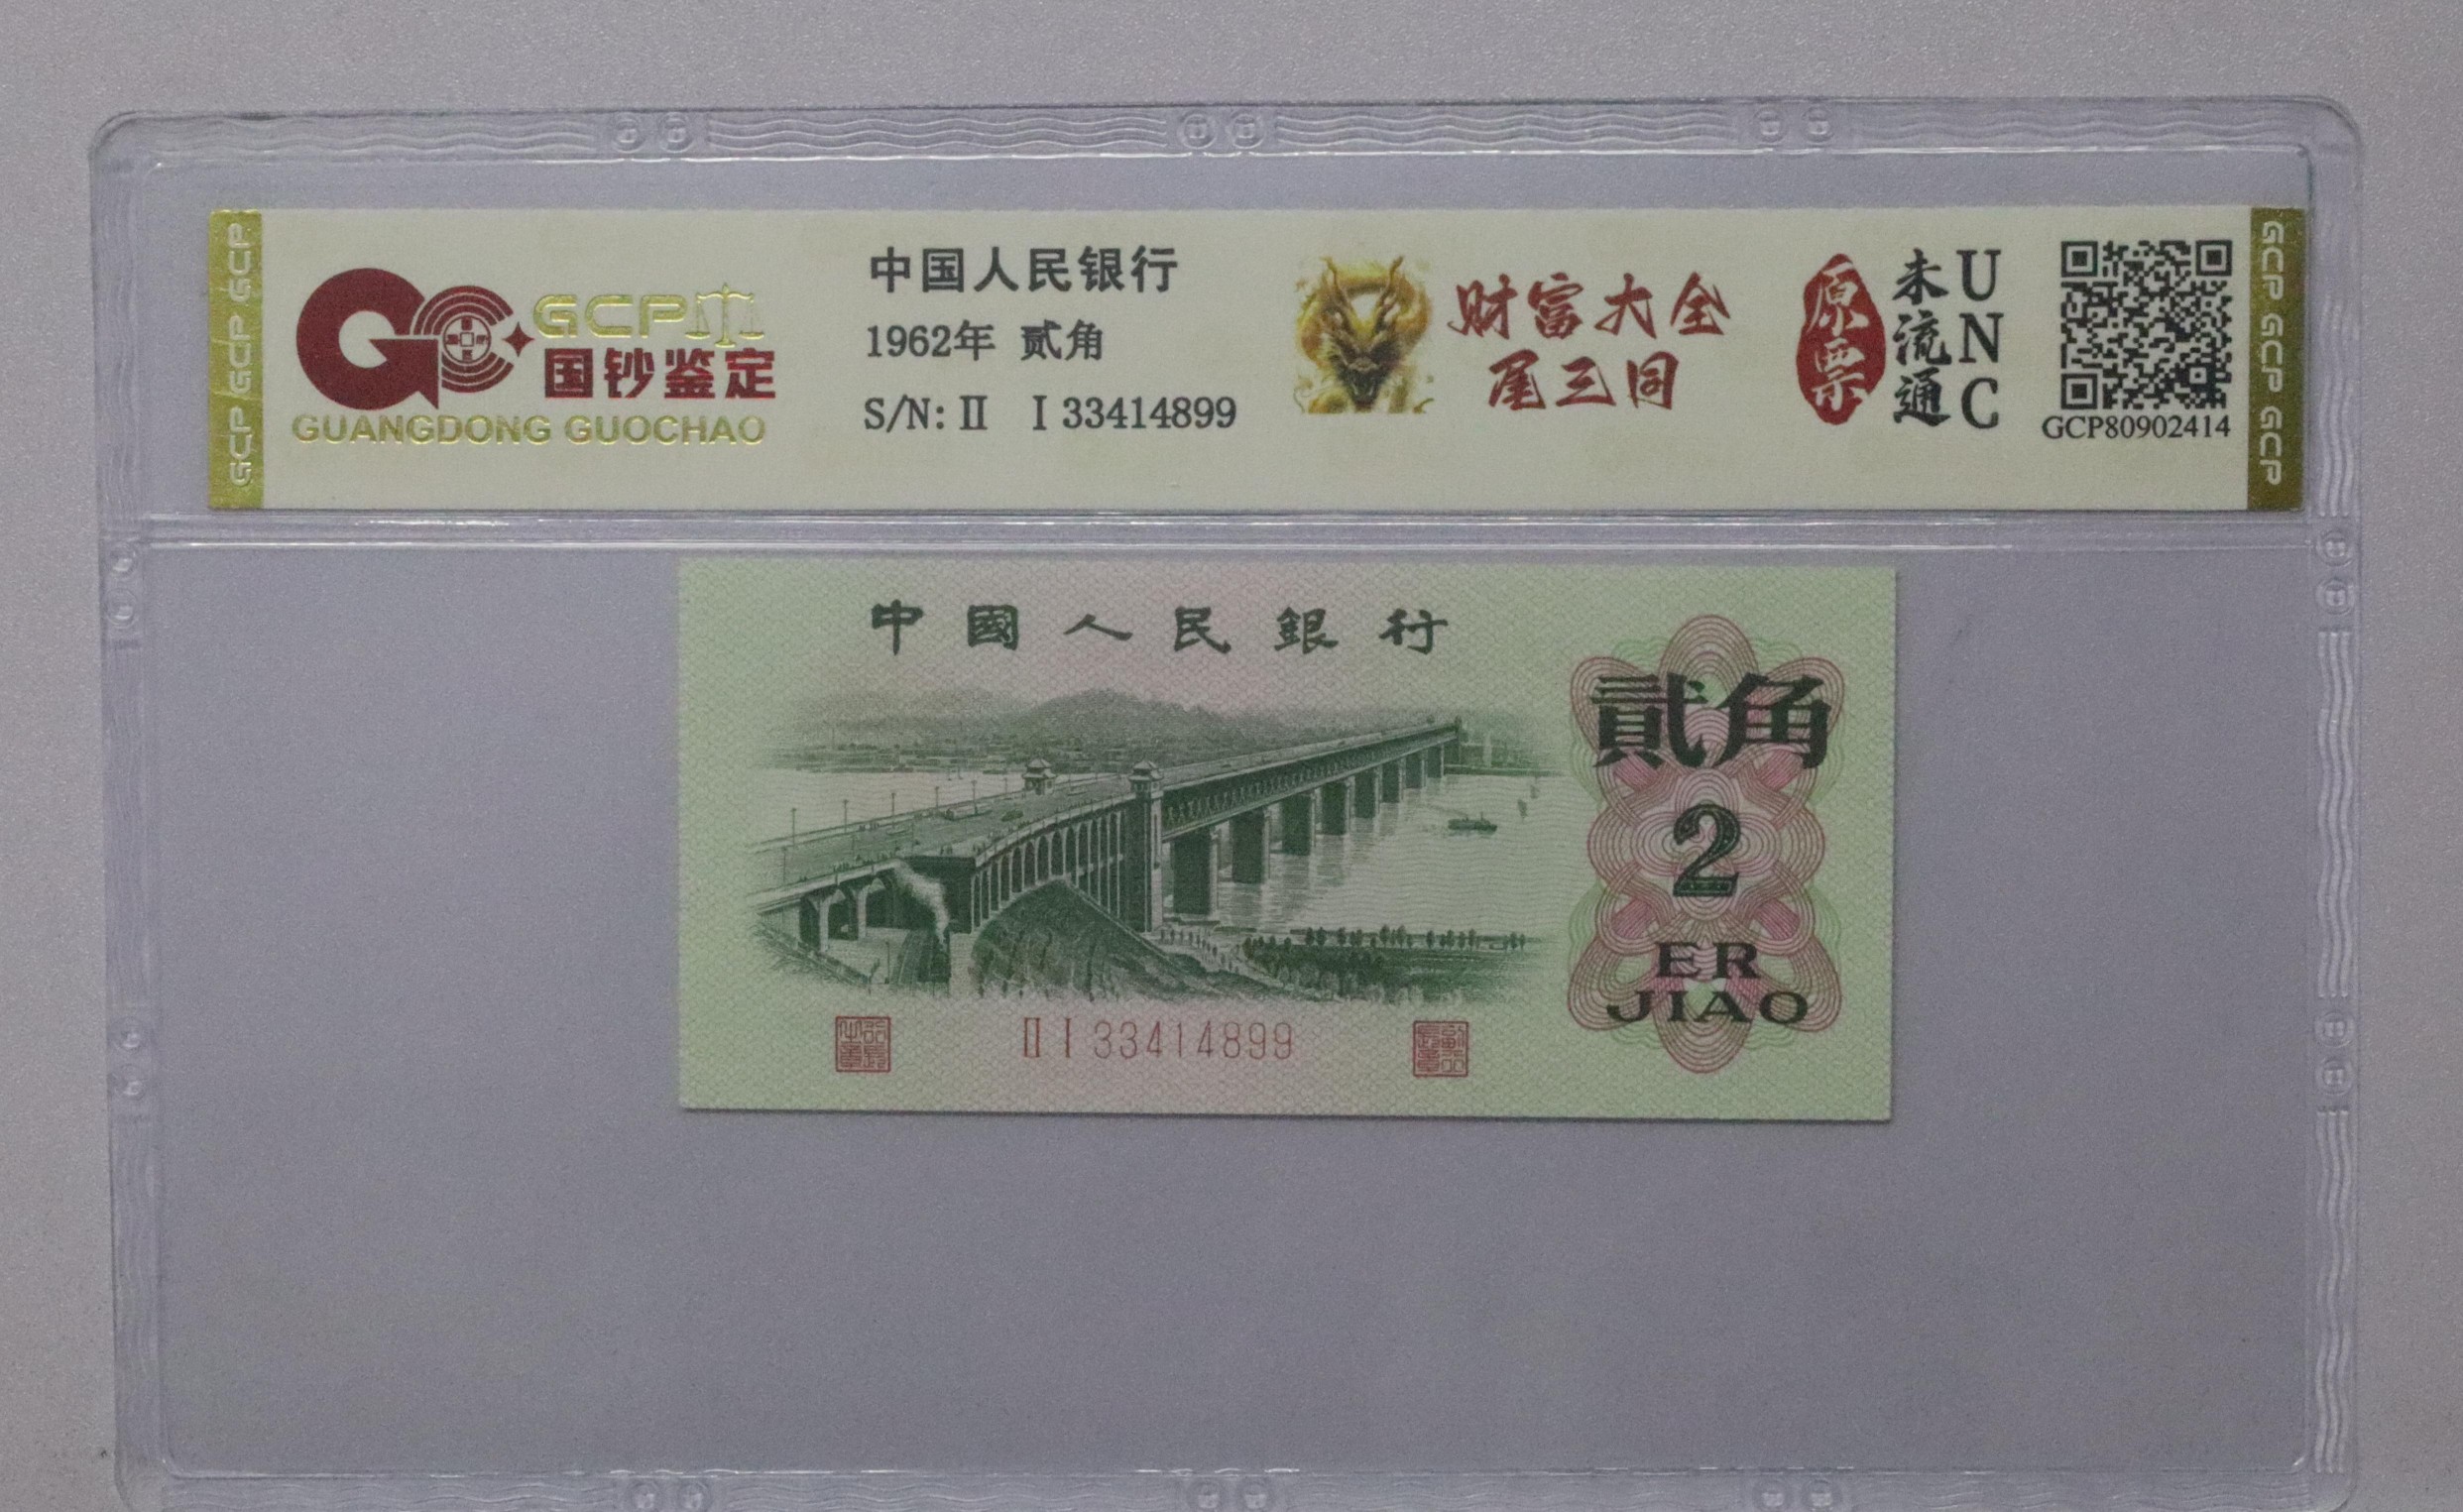 GCP GCP GCP
GCP
国钞鉴定
GUANGDONG GUOCHAO
中国人民银行
1962年 贰角
S/N: Ⅱ Ⅰ 33414899
财富大全
尾三同
原票
未流通
UNC
GCP80902414
GCP GCP GCP
中國人民銀行
貳角
2
ER
JIAO
Ⅱ Ⅰ 33414899